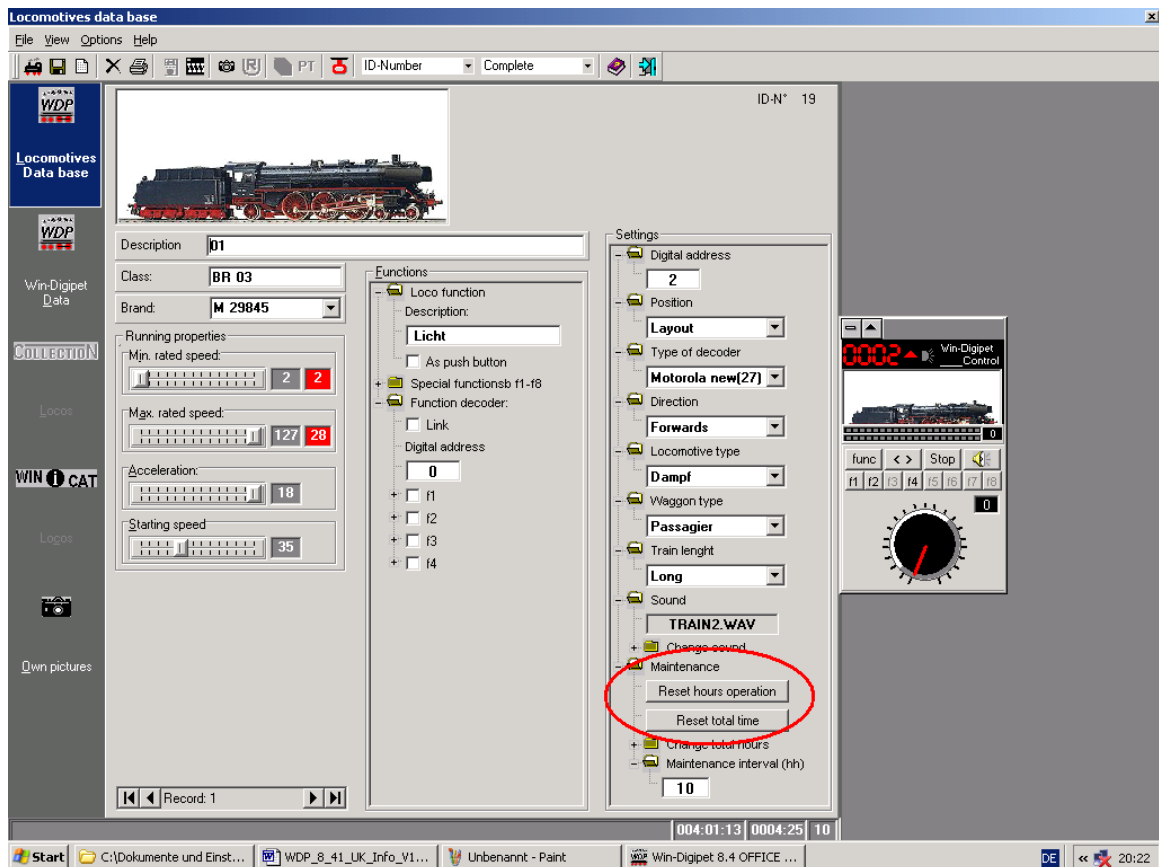 Locomotives data base
File View Options Help
PT ID-Number Complete
WDP
Locomotives
Data base
WDP
Win-Digipet
Data
COLLECTION
Locos
WIN i CAT
Logos
Own pictures
ID-N° 19
Description 01
Class: BR 03
Brand: M 29845
Running properties
Min. rated speed:
2 2
Max. rated speed:
127 28
Acceleration:
18
Starting speed
35
Record: 1
Functions
Loco function
Description:
Licht
As push button
Special functionsb f1-f8
Function decoder:
Link
Digital address
0
f1
f2
f3
f4
Settings
Digital address
2
Position
Layout
Type of decoder
Motorola new(27)
Direction
Forwards
Locomotive type
Dampf
Waggon type
Passagier
Train lenght
Long
Sound
TRAIN2.WAV
Change sound
Maintenance
Reset hours operation
Reset total time
Change total hours
Maintenance interval (hh)
10
0002 Win-Digipet
____Control
0
func < > Stop
f1 f2 f3 f4 f5 f6 f7 f8
0
004:01:13 0004:25 10
Start C:\Dokumente und Einst... WDP_8_41_UK_Info_V1... Unbenannt - Paint Win-Digipet 8.4 OFFICE ... DE « 20:22